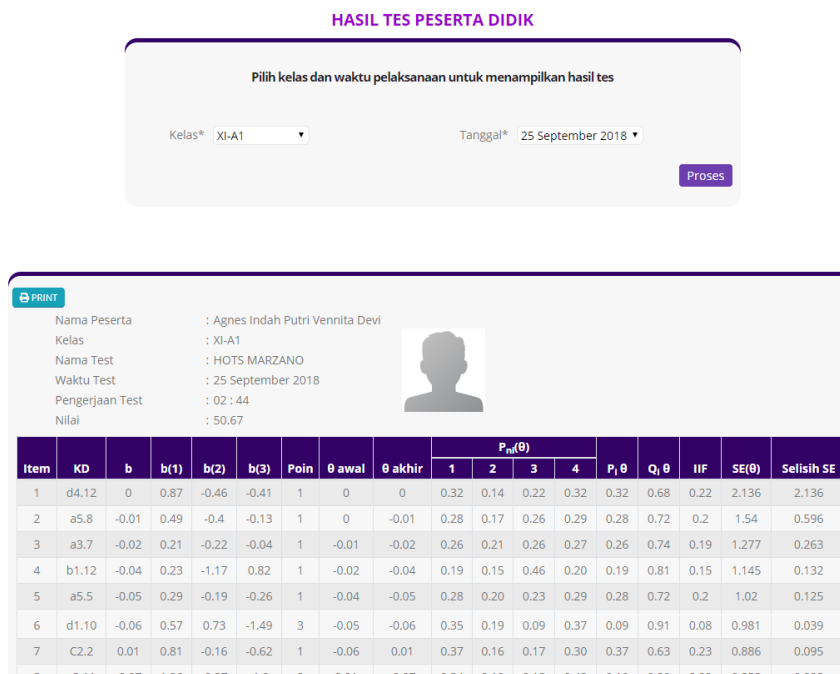 HASIL TES PESERTA DIDIK
Pilih kelas dan waktu pelaksanaan untuk menampilkan hasil tes
Kelas* XI-A1 Tanggal* 25 September 2018
Proses
PRINT
Nama Peserta : Agnes Indah Putri Vennita Devi
Kelas : XI-A1
Nama Test : HOTS MARZANO
Waktu Test : 25 September 2018
Pengerjaan Test : 02 : 44
Nilai : 50.67
Pni(θ)
Item KD b b(1) b(2) b(3) Poin θ awal θ akhir 1 2 3 4 Pi θ Qi θ IIF SE(θ) Selisih SE
1 d4.12 0 0.87 -0.46 -0.41 1 0 0 0.32 0.14 0.22 0.32 0.32 0.68 0.22 2.136 2.136
2 a5.8 -0.01 0.49 -0.4 -0.13 1 0 -0.01 0.28 0.17 0.26 0.29 0.28 0.72 0.2 1.54 0.596
3 a3.7 -0.02 0.21 -0.22 -0.04 1 -0.01 -0.02 0.26 0.21 0.26 0.27 0.26 0.74 0.19 1.277 0.263
4 b1.12 -0.04 0.23 -1.17 0.82 1 -0.02 -0.04 0.19 0.15 0.46 0.20 0.19 0.81 0.15 1.145 0.132
5 a5.5 -0.05 0.29 -0.19 -0.26 1 -0.04 -0.05 0.28 0.20 0.23 0.29 0.28 0.72 0.2 1.02 0.125
6 d1.10 -0.06 0.57 0.73 -1.49 3 -0.05 -0.06 0.35 0.19 0.09 0.37 0.09 0.91 0.08 0.981 0.039
7 C2.2 0.01 0.81 -0.16 -0.62 1 -0.06 0.01 0.37 0.16 0.17 0.30 0.37 0.63 0.23 0.886 0.095